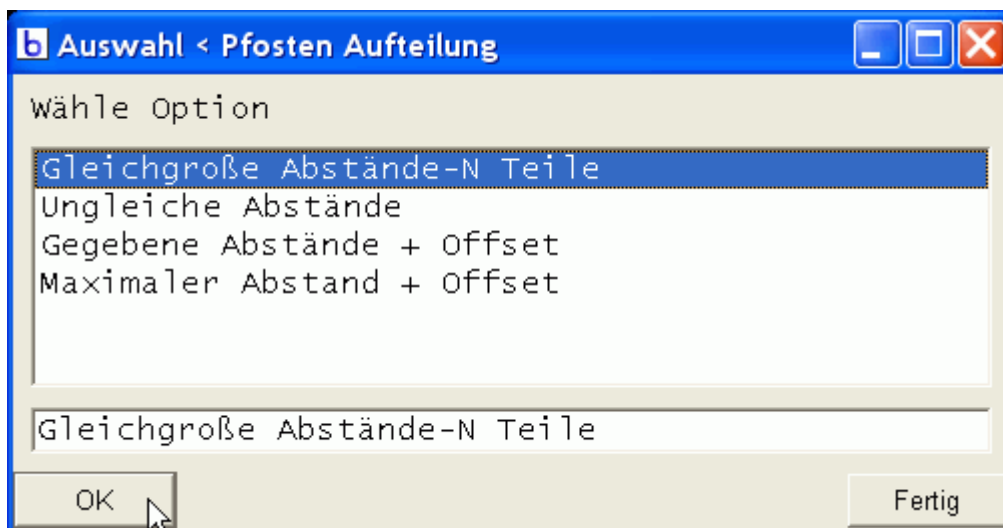 b Auswahl < Pfosten Aufteilung
Wähle Option
Gleichgroße Abstände-N Teile
Ungleiche Abstände
Gegebene Abstände + Offset
Maximaler Abstand + Offset
Gleichgroße Abstände-N Teile
OK Fertig